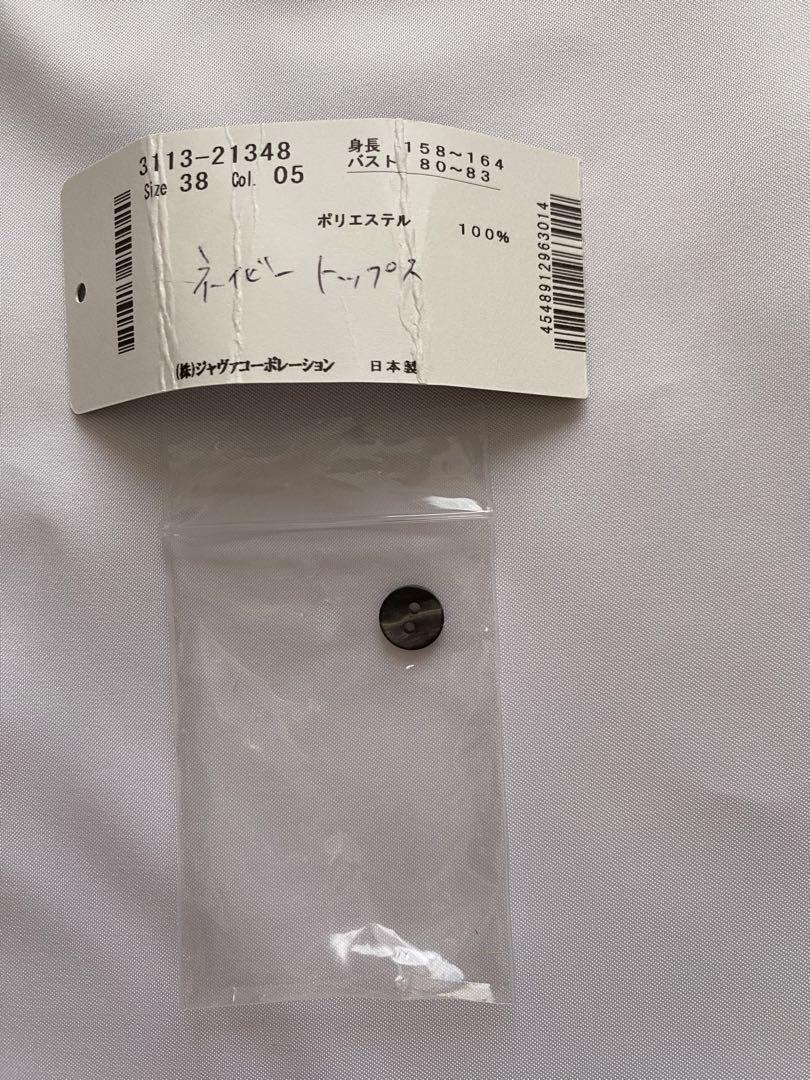 3113-21348
Size 38 Col. 05
身長 158～164
バスト 80～83
ポリエステル 100%
ネイビー トップス
(株)ジャヴァコーポレーション 日本製
4548912963014